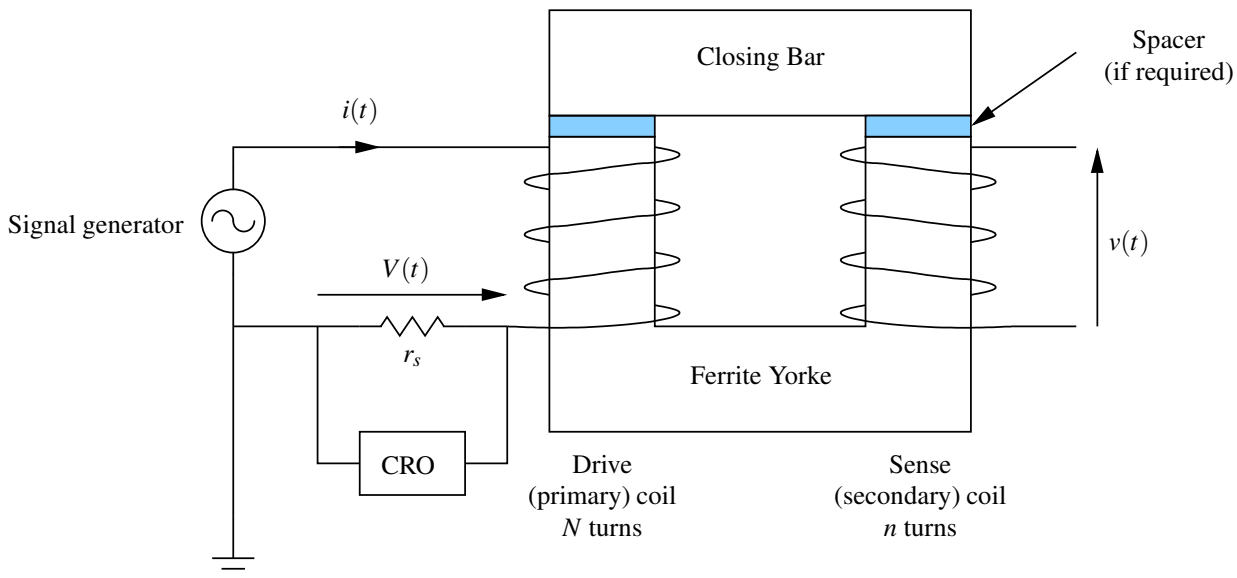 Closing Bar
Spacer
(if required)
i(t)
Signal generator
V(t)
v(t)
r_s
Ferrite Yorke
CRO
Drive
(primary) coil
N turns
Sense
(secondary) coil
n turns